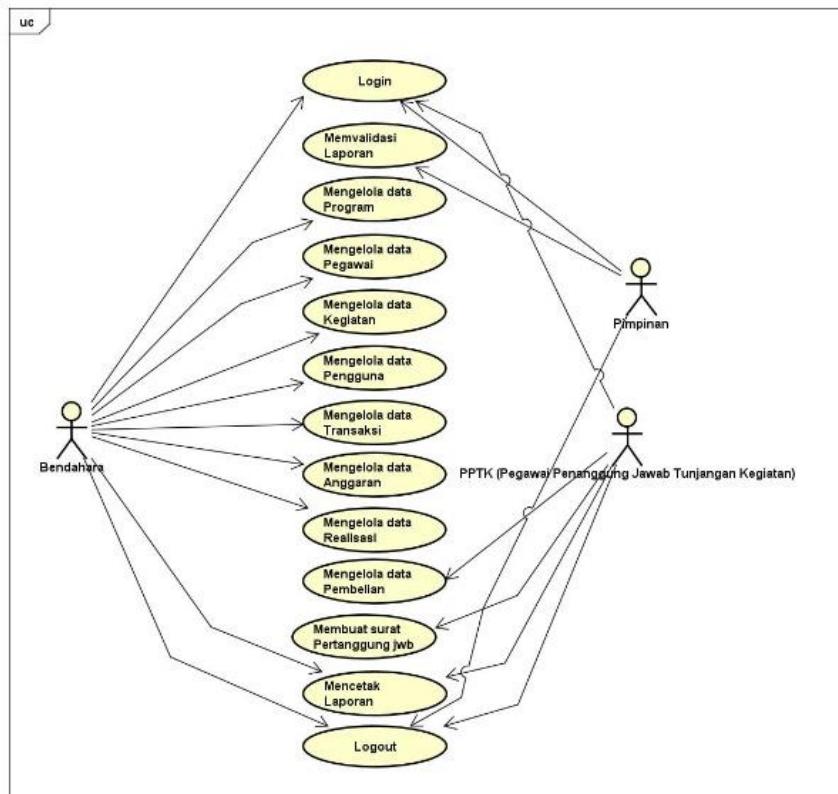 uc
Login
Memvalidasi
Laporan
Mengelola data
Program
Mengelola data
Pegawai
Mengelola data
Kegiatan
Mengelola data
Pengguna
Mengelola data
Transaksi
Mengelola data
Anggaran
Mengelola data
Realisasi
Mengelola data
Pembelian
Membuat surat
Pertanggung jwb
Mencetak
Laporan
Logout
Bendahara
Pimpinan
PPTK (Pegawai Penanggung Jawab Tunjangan Kegiatan)